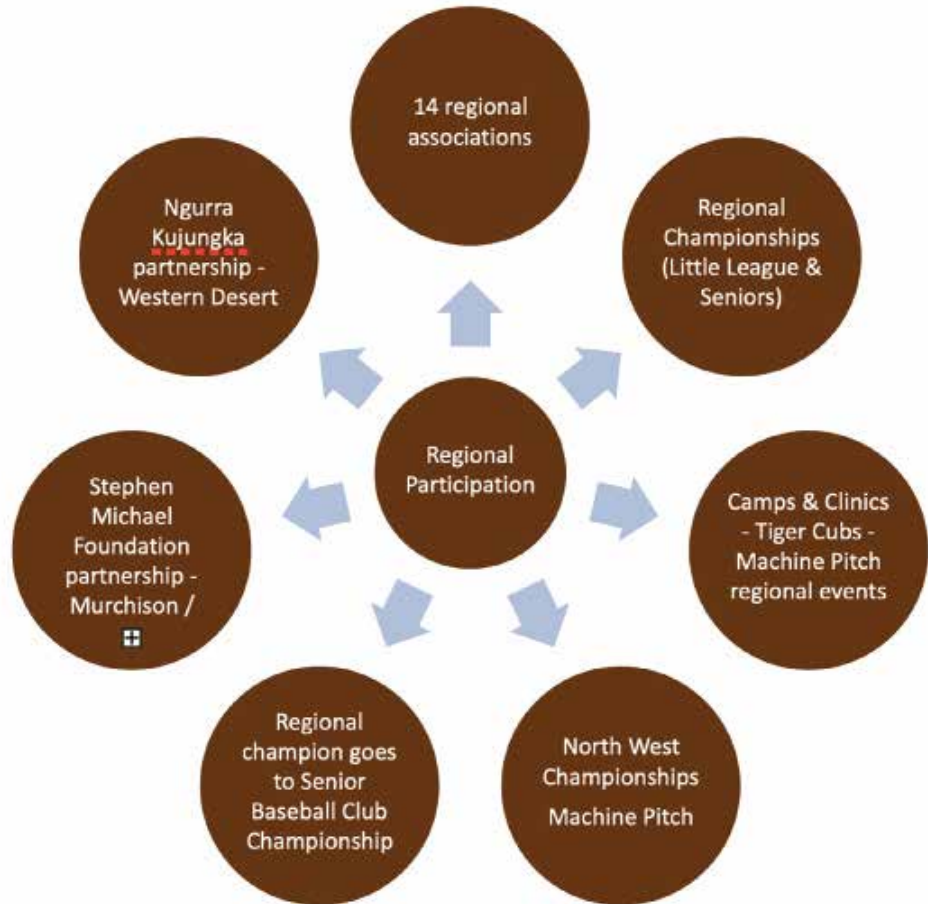 14 regional
associations
Regional
Championships
(Little League &
Seniors)
Camps & Clinics
- Tiger Cubs -
Machine Pitch
regional events
North West
Championships
Machine Pitch
Regional
champion goes
to Senior
Baseball Club
Championship
Stephen
Michael
Foundation
partnership -
Murchison /
Ngurra
Kujungka
partnership -
Western Desert
Regional
Participation